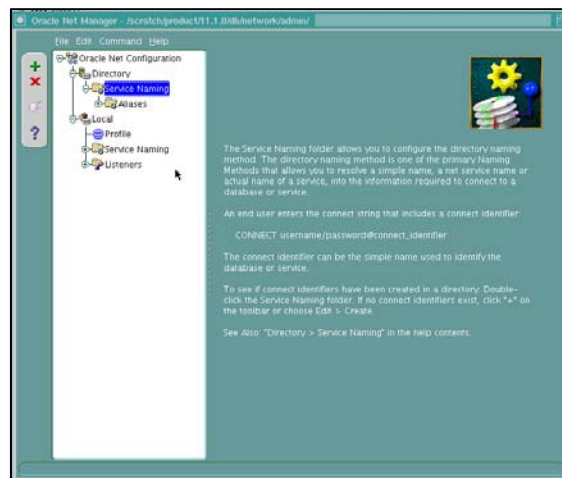 Oracle Net Manager - /scratch/product/11.1.0/db/network/admin/
File Edit Command Help
Oracle Net Configuration
Directory
Service Naming
Aliases
Local
Profile
Service Naming
Listeners
The Service Naming folder allows you to configure the directory naming
method. The directory naming method is one of the primary Naming
Methods that allows you to resolve a simple name, a net service name or
actual name of a service, into the information required to connect to a
database or service.
An end user enters the connect string that includes a connect identifier:
CONNECT username/password@connect_identifier
The connect identifier can be the simple name used to identify the
database or service.
To see if connect identifiers have been created in a directory: Double-
click the Service Naming folder. If no connect identifiers exist, click "+" on
the toolbar or choose Edit > Create.
See Also: "Directory > Service Naming" in the help contents.